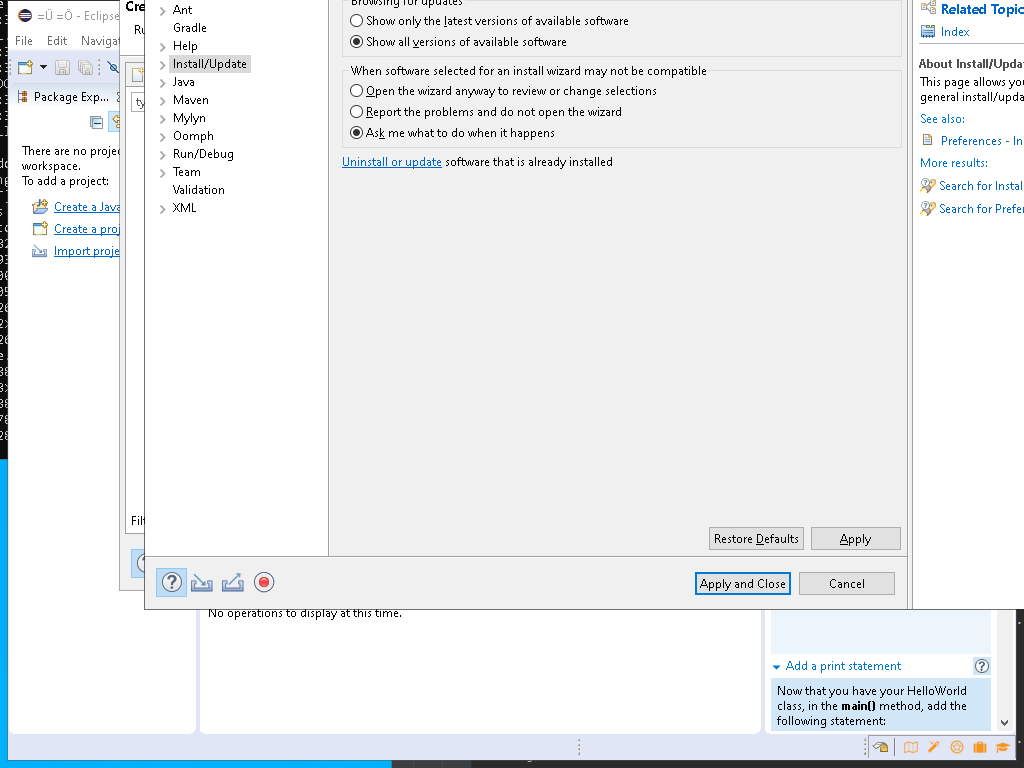 =Ü =Ö - Eclipse
File Edit Navigat
Package Exp...
There are no proje
workspace.
To add a project:
Create a Java
Create a proj
Import proje
Cre
Ru
ty
Filt
Ant
Gradle
Help
Install/Update
Java
Maven
Mylyn
Oomph
Run/Debug
Team
Validation
XML
Browsing for updates
Show only the latest versions of available software
Show all versions of available software
When software selected for an install wizard may not be compatible
Open the wizard anyway to review or change selections
Report the problems and do not open the wizard
Ask me what to do when it happens
Uninstall or update software that is already installed
Restore Defaults Apply
Apply and Close Cancel
Related Topic
Index
About Install/Upda
This page allows you
general install/upda
See also:
Preferences - In
More results:
Search for Instal
Search for Prefer
No operations to display at this time.
Add a print statement
Now that you have your HelloWorld
class, in the main() method, add the
following statement: